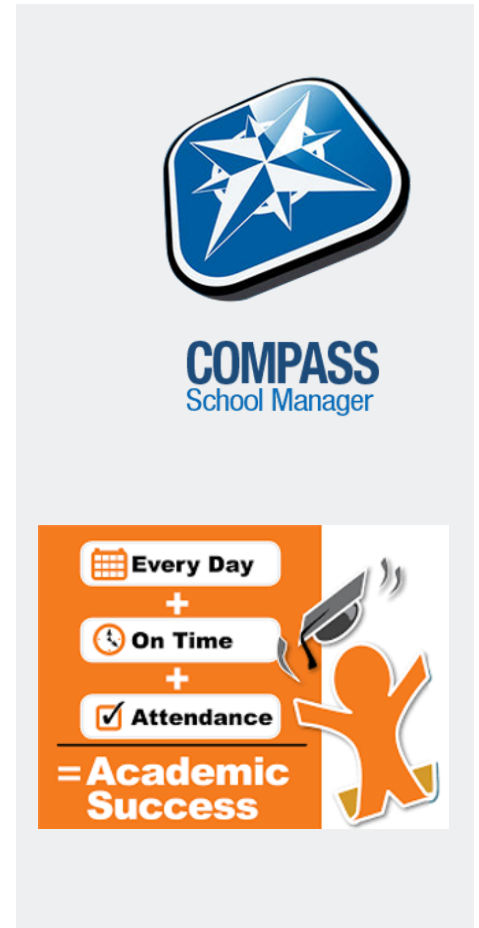 COMPASS
School Manager
Every Day
+
On Time
+
Attendance
= Academic
Success